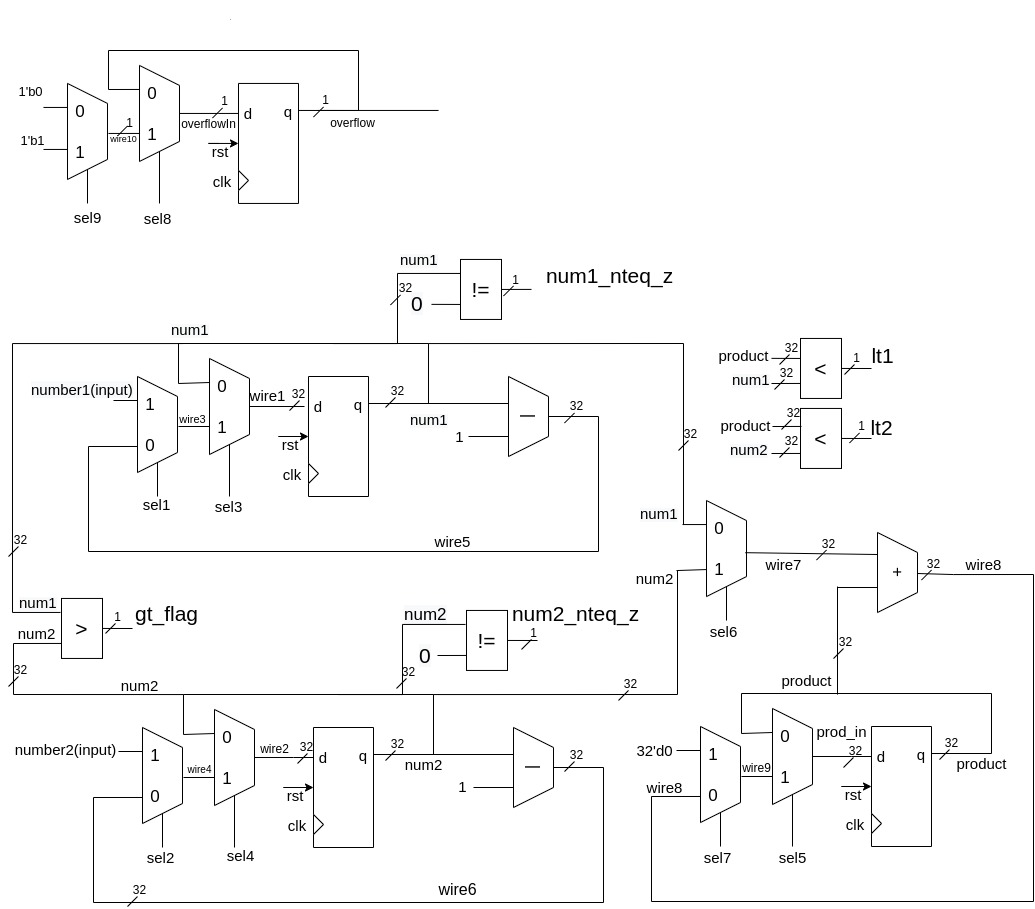 1'b0
0
0
1
1
d
q
1
1'b1
1
wire10
1
overflowIn
overflow
rst
clk
sel9
sel8
num1
32
0
!=
1
num1_nteq_z
num1
number1(input)
1
0
0
1
wire3
wire1
32
d
q
32
num1
1
—
32
rst
clk
sel1
sel3
wire5
product
32
num1
32
<
1
lt1
product
32
num2
32
<
1
lt2
32
32
num1
0
num2
1
sel6
wire7
32
+
32
wire8
32
num1
num2
>
1
gt_flag
32
num2
32
0
!=
1
num2_nteq_z
num2
32
number2(input)
1
0
0
1
wire4
wire2
32
d
q
32
num2
1
—
32
rst
clk
sel2
sel4
32
wire6
product
32'd0
wire8
1
0
wire9
0
1
prod_in
32
d
q
32
product
rst
clk
sel7
sel5